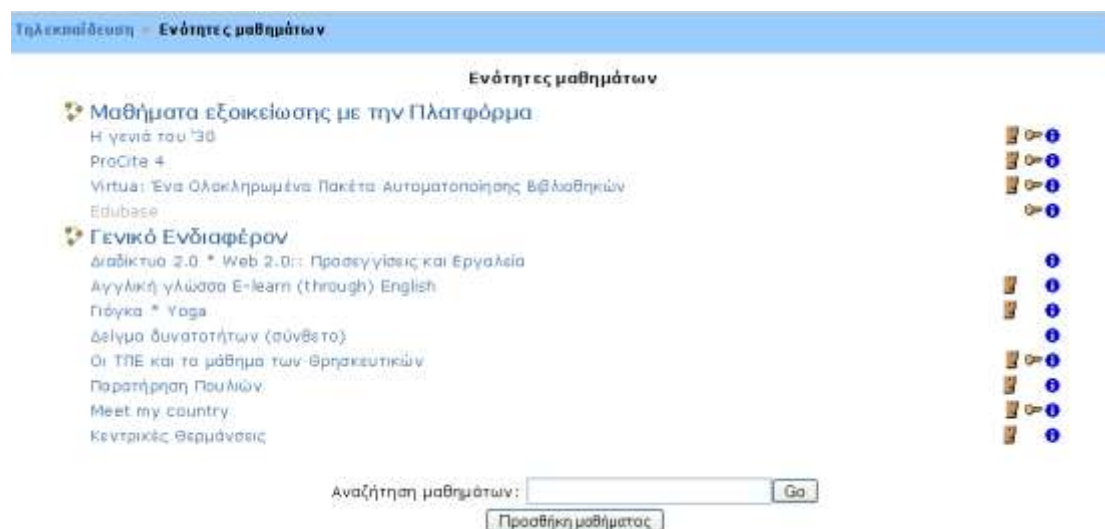 Τηλεκπαίδευση » Ενότητες μαθημάτων
Ενότητες μαθημάτων
Μαθήματα εξοικείωσης με την Πλατφόρμα
Η γενιά του '30
ProCite 4
Virtua: Ένα Ολοκληρωμένο Πακέτο Αυτοματοποίησης Βιβλιοθηκών
Edubase
Γενικό Ενδιαφέρον
Διαδίκτυο 2.0 * Web 2.0:: Προσεγγίσεις και Εργαλεία
Αγγλική γλώσσα E-learn (through) English
Γιόγκα * Yoga
Δείγμα δυνατοτήτων (σύνθετο)
Οι ΤΠΕ και το μάθημα των Θρησκευτικών
Παρατήρηση Πουλιών
Meet my country
Κεντρικές Θερμάνσεις
Αναζήτηση μαθημάτων: Go
Προσθήκη μαθήματος